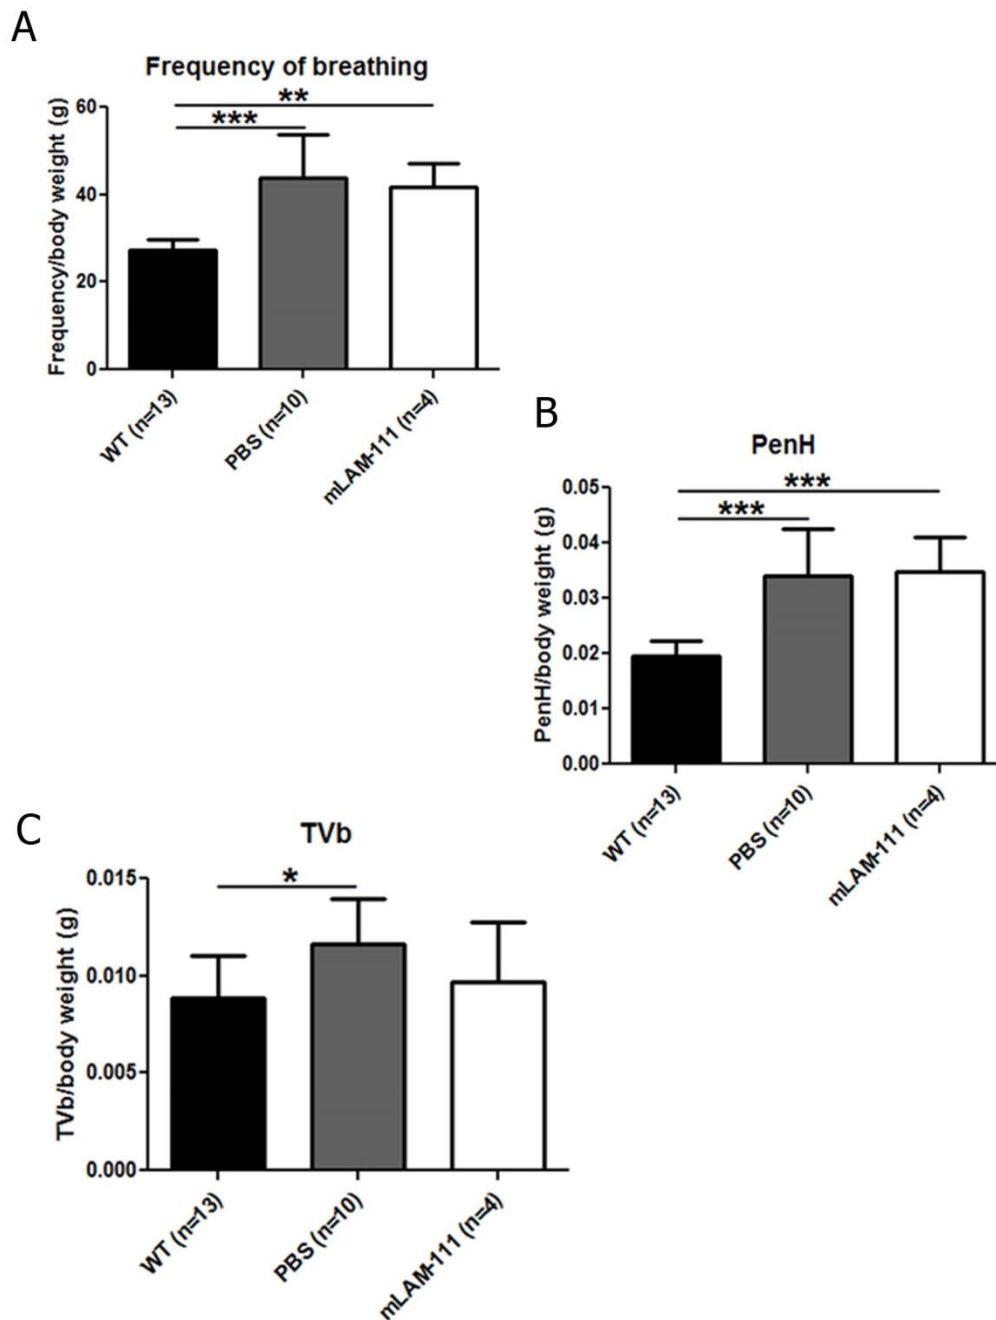 A
Frequency of breathing
Frequency/body weight (g)
60
40
20
0
**
***
WT (n=13)
PBS (n=10)
mLAM-111 (n=4)
B
PenH
PenH/body weight (g)
0.05
0.04
0.03
0.02
0.01
0.00
***
***
WT (n=13)
PBS (n=10)
mLAM-111 (n=4)
C
TVb
TVb/body weight (g)
0.015
0.010
0.005
0.000
*
WT (n=13)
PBS (n=10)
mLAM-111 (n=4)